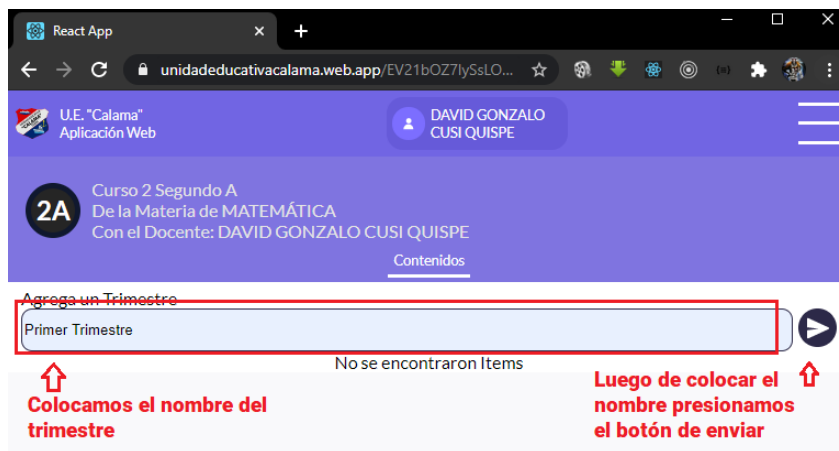 React App
unidadeducativacalama.web.app/EV21bOZ7IySsLO...
U.E. "Calama"
Aplicación Web
DAVID GONZALO
CUSI QUISPE
2A
Curso 2 Segundo A
De la Materia de MATEMÁTICA
Con el Docente: DAVID GONZALO CUSI QUISPE
Contenidos
Agrega un Trimestre
Primer Trimestre
No se encontraron Items
Colocamos el nombre del
trimestre
Luego de colocar el
nombre presionamos
el botón de enviar